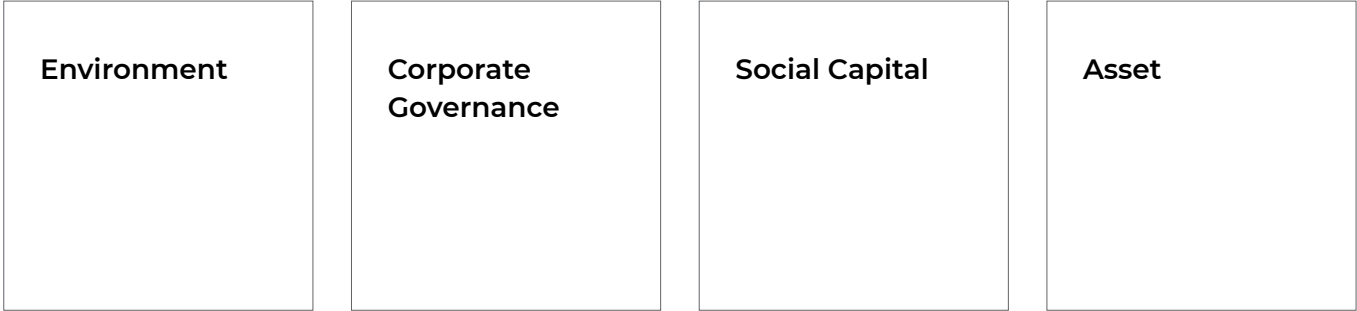 Environment
Corporate
Governance
Social Capital
Asset